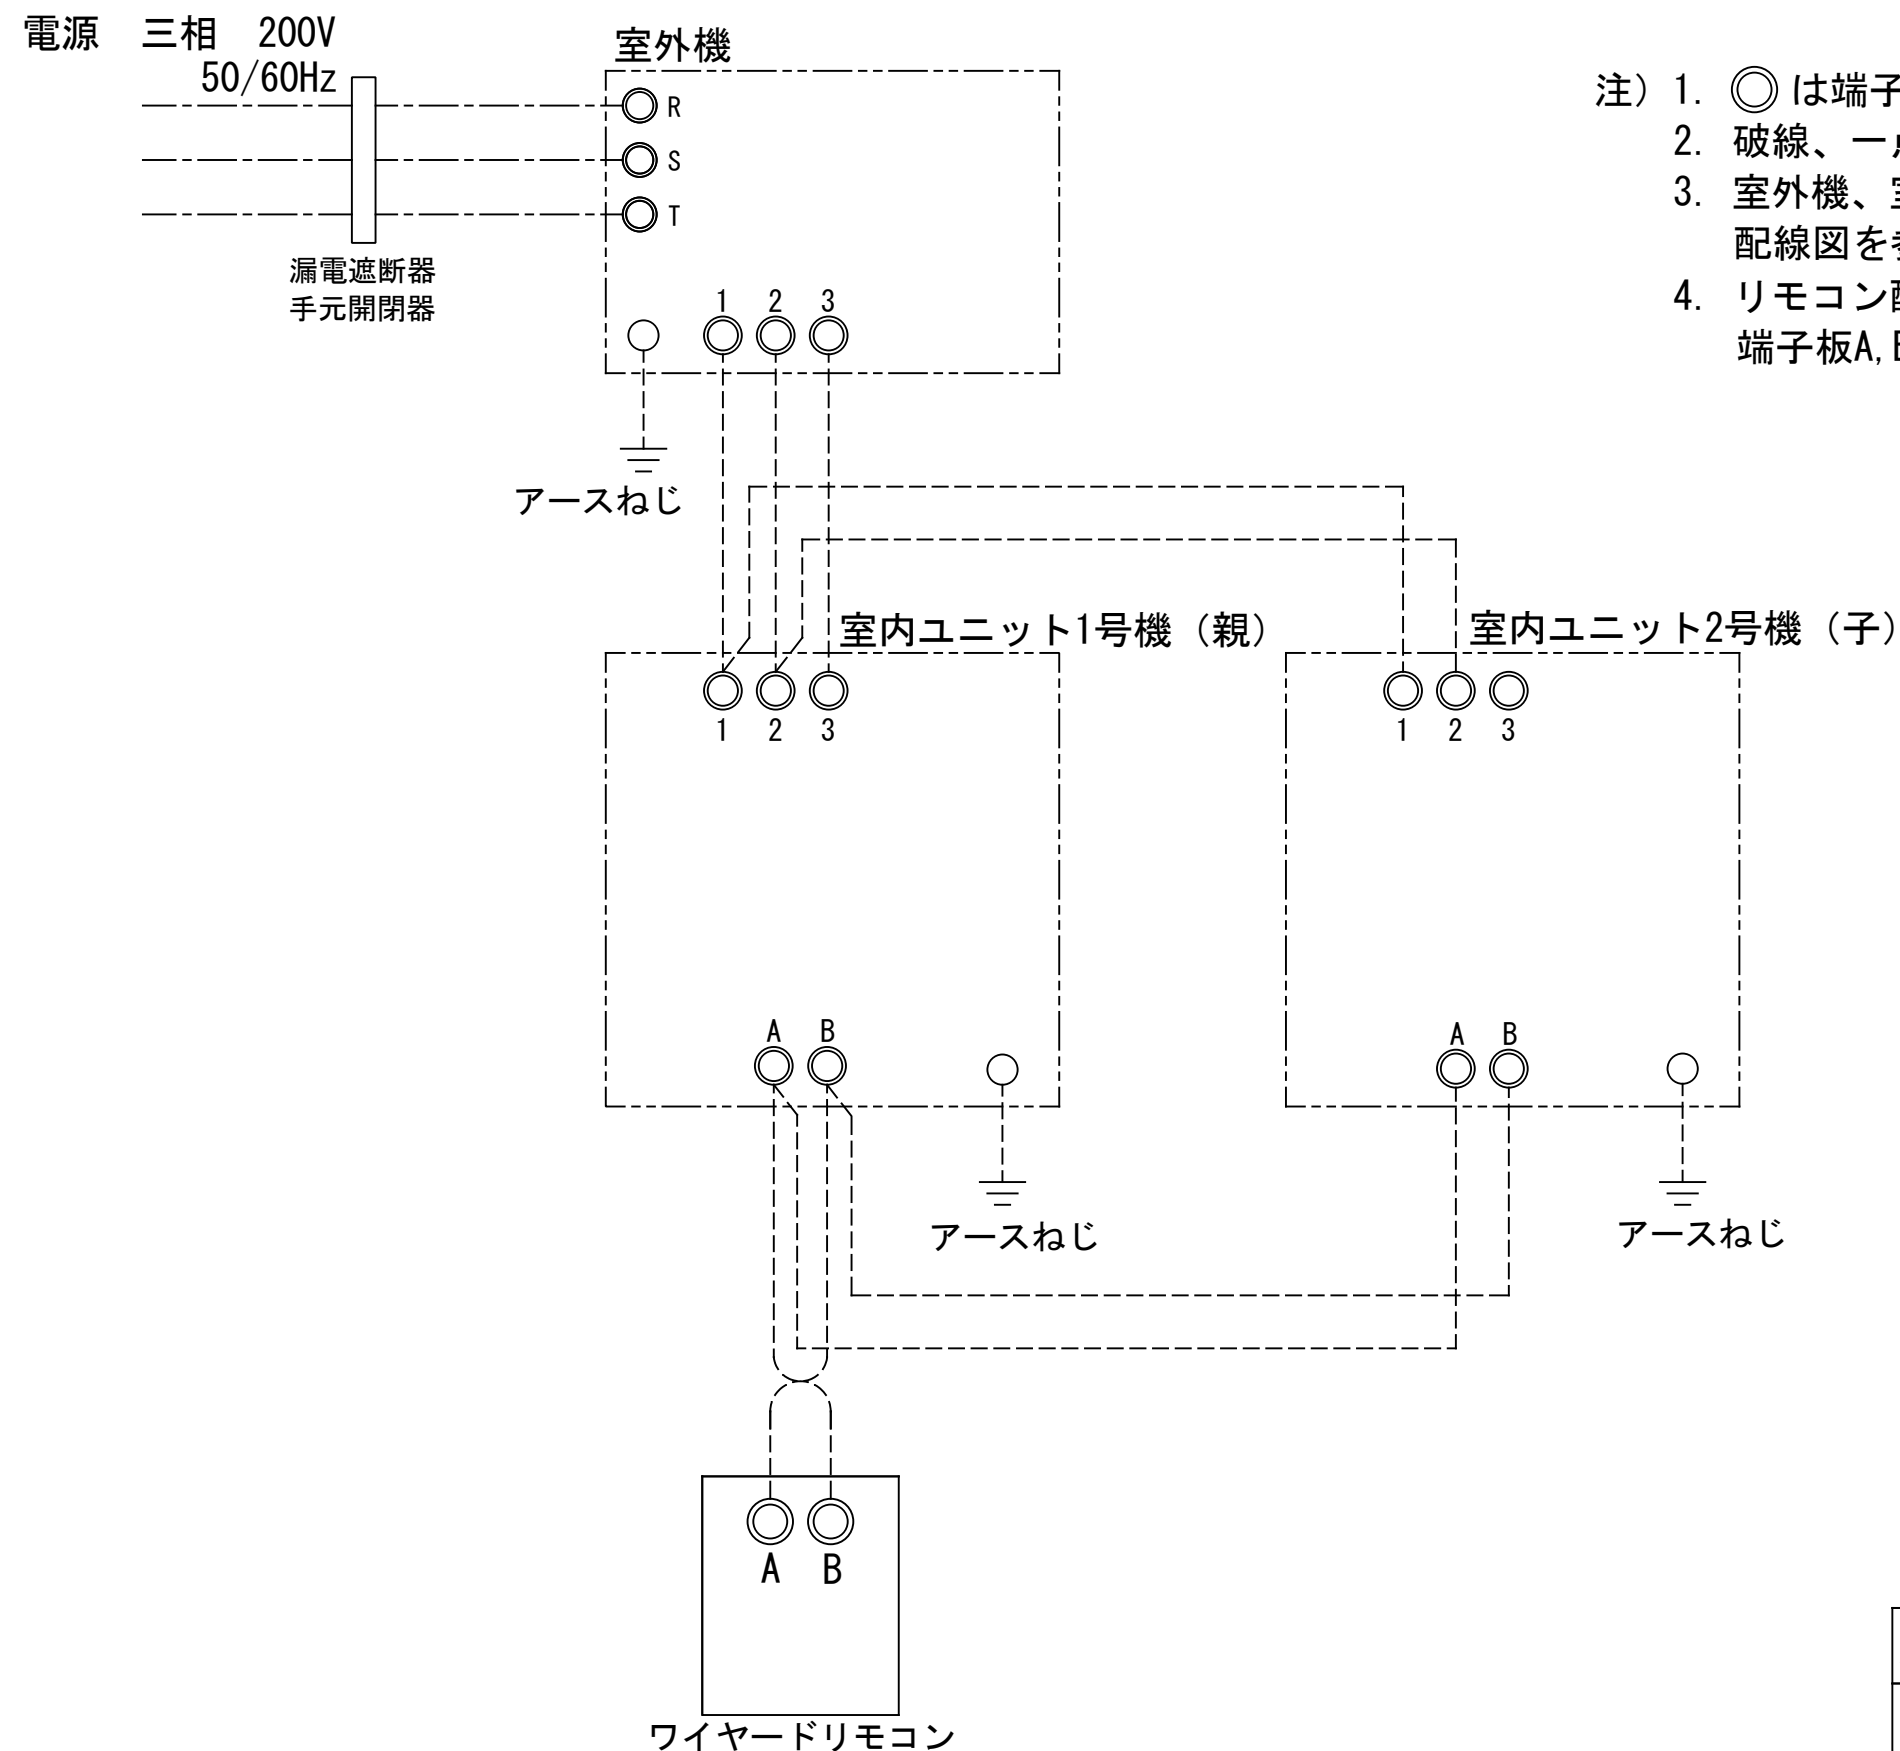 電源　三相　200V
50/60Hz
漏電遮断器
手元開閉器
室外機
R
S
T
1 2 3
アースねじ
注）1. ◎は端子
2. 破線、一
3. 室外機、
配線図を
4. リモコン
端子板A,
室内ユニット1号機（親）
1 2 3
A B
アースねじ
室内ユニット2号機（子）
1 2 3
A B
アースねじ
A B
ワイヤードリモコン